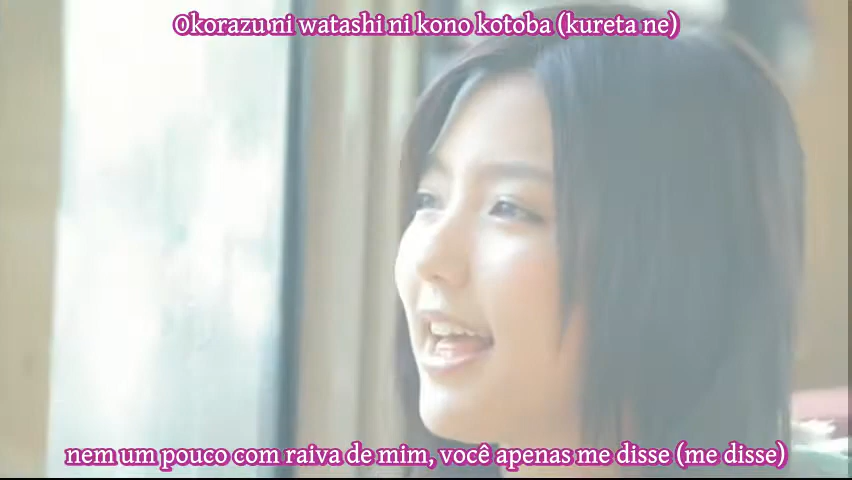 Okorazu ni watashi ni kono kotoba (kureta ne)
nem um pouco com raiva de mim, você apenas me disse (me disse)